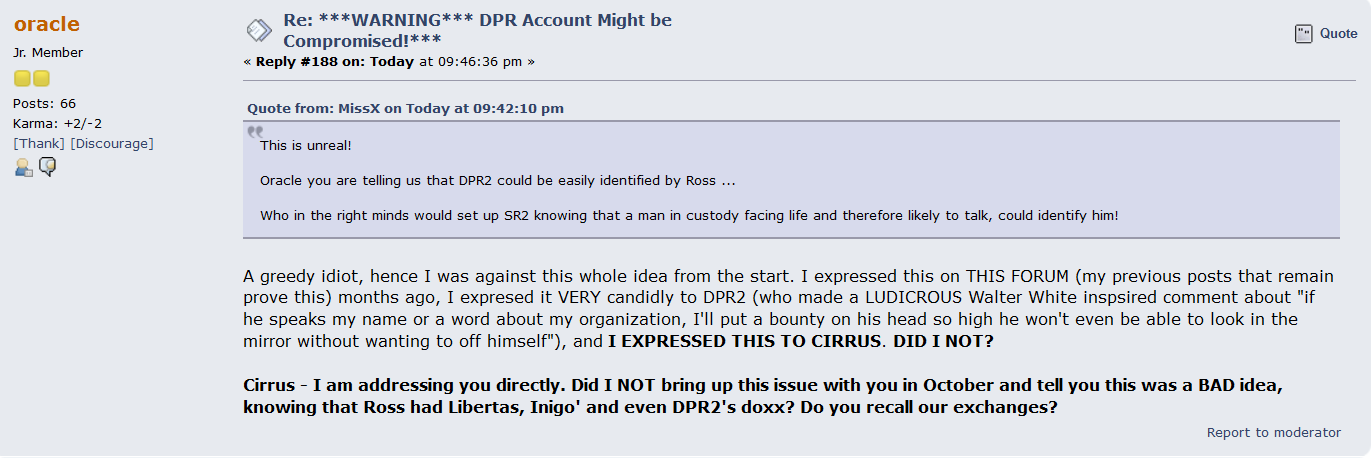 oracle
Jr. Member
Posts: 66
Karma: +2/-2
[Thank] [Discourage]
Re: ***WARNING*** DPR Account Might be
Compromised!***
« Reply #188 on: Today at 09:46:36 pm »
Quote
Quote from: MissX on Today at 09:42:10 pm
This is unreal!
Oracle you are telling us that DPR2 could be easily identified by Ross ...
Who in the right minds would set up SR2 knowing that a man in custody facing life and therefore likely to talk, could identify him!
A greedy idiot, hence I was against this whole idea from the start. I expressed this on THIS FORUM (my previous posts that remain
prove this) months ago, I expresed it VERY candidly to DPR2 (who made a LUDICROUS Walter White inspsired comment about "if
he speaks my name or a word about my organization, I'll put a bounty on his head so high he won't even be able to look in the
mirror without wanting to off himself"), and I EXPRESSED THIS TO CIRRUS. DID I NOT?
Cirrus - I am addressing you directly. Did I NOT bring up this issue with you in October and tell you this was a BAD idea,
knowing that Ross had Libertas, Inigo' and even DPR2's doxx? Do you recall our exchanges?
Report to moderator